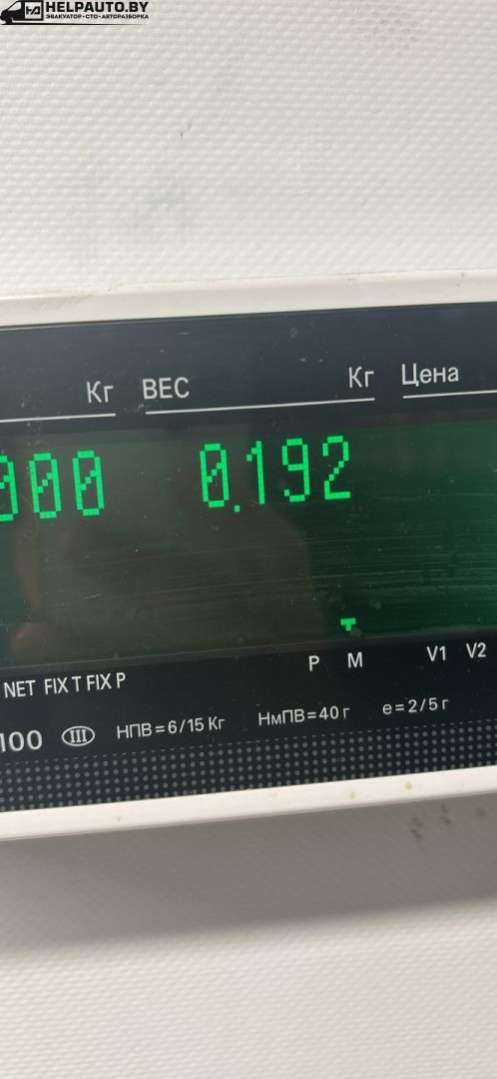 HELPAUTO.BY
ЭВАКУАТОР-СТО-АВТОРАЗБОРКА
Кг ВЕС Кг Цена
000 0.192
P M V1 V2
NET FIX T FIX P
100 III НПВ=6/15 Кг НмПВ=40 г e=2/5 г